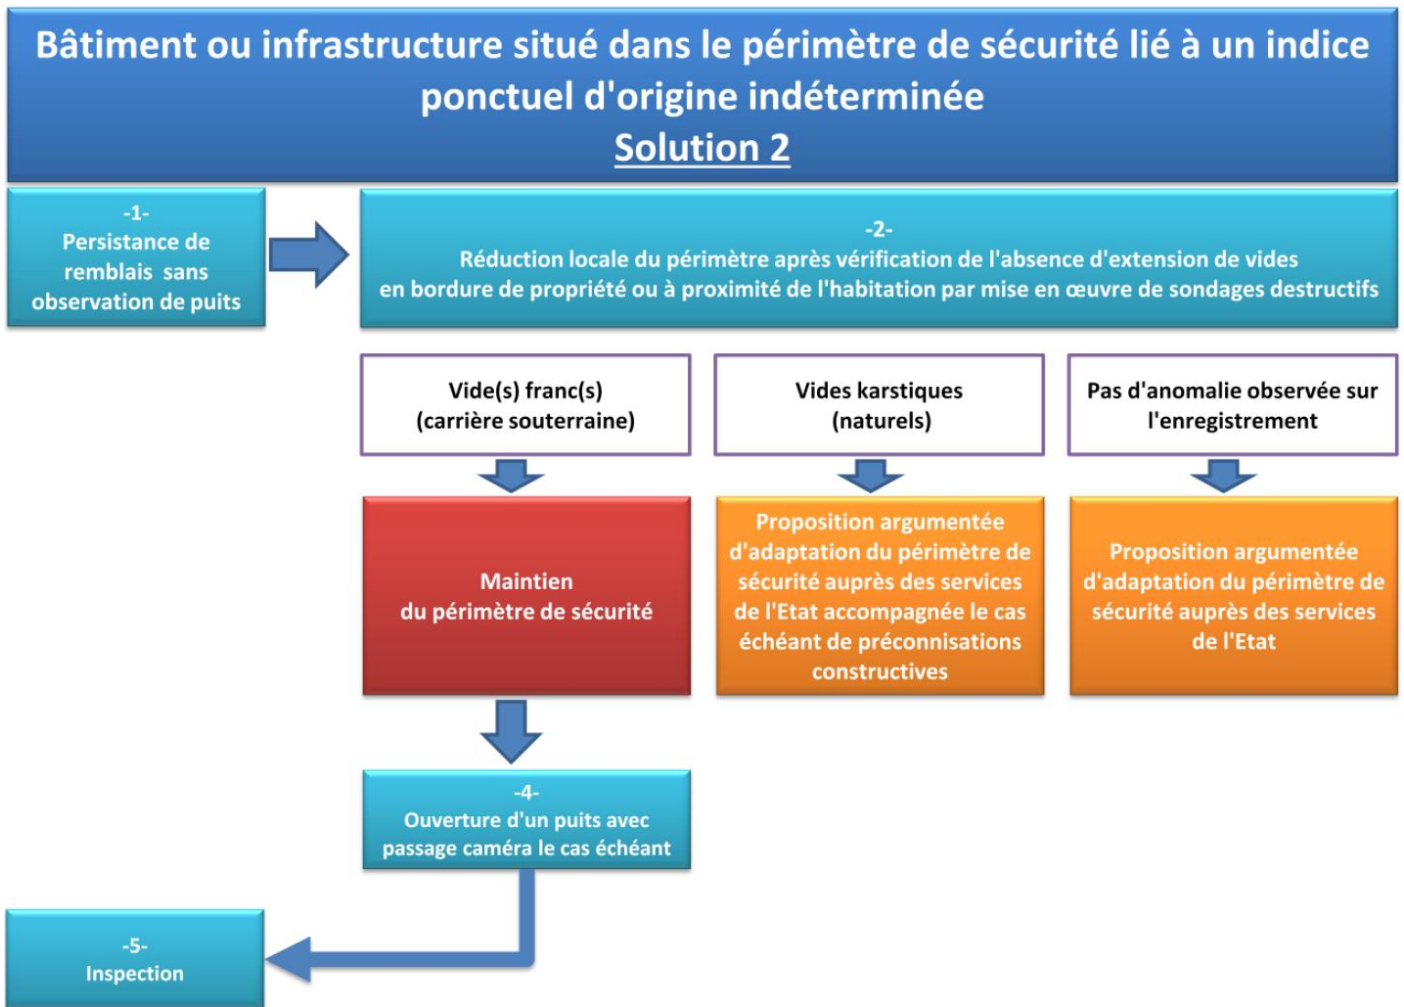 Bâtiment ou infrastructure situé dans le périmètre de sécurité lié à un indice
ponctuel d'origine indéterminée
Solution 2
-1-
Persistance de
remblais sans
observation de puits
-2-
Réduction locale du périmètre après vérification de l'absence d'extension de vides
en bordure de propriété ou à proximité de l'habitation par mise en œuvre de sondages destructifs
Vide(s) franc(s)
(carrière souterraine)
Vides karstiques
(naturels)
Pas d'anomalie observée sur
l'enregistrement
Maintien
du périmètre de sécurité
Proposition argumentée
d'adaptation du périmètre de
sécurité auprès des services
de l'Etat accompagnée le cas
échéant de préconnisations
constructives
Proposition argumentée
d'adaptation du périmètre de
sécurité auprès des services
de l'Etat
-4-
Ouverture d'un puits avec
passage caméra le cas échéant
-5-
Inspection